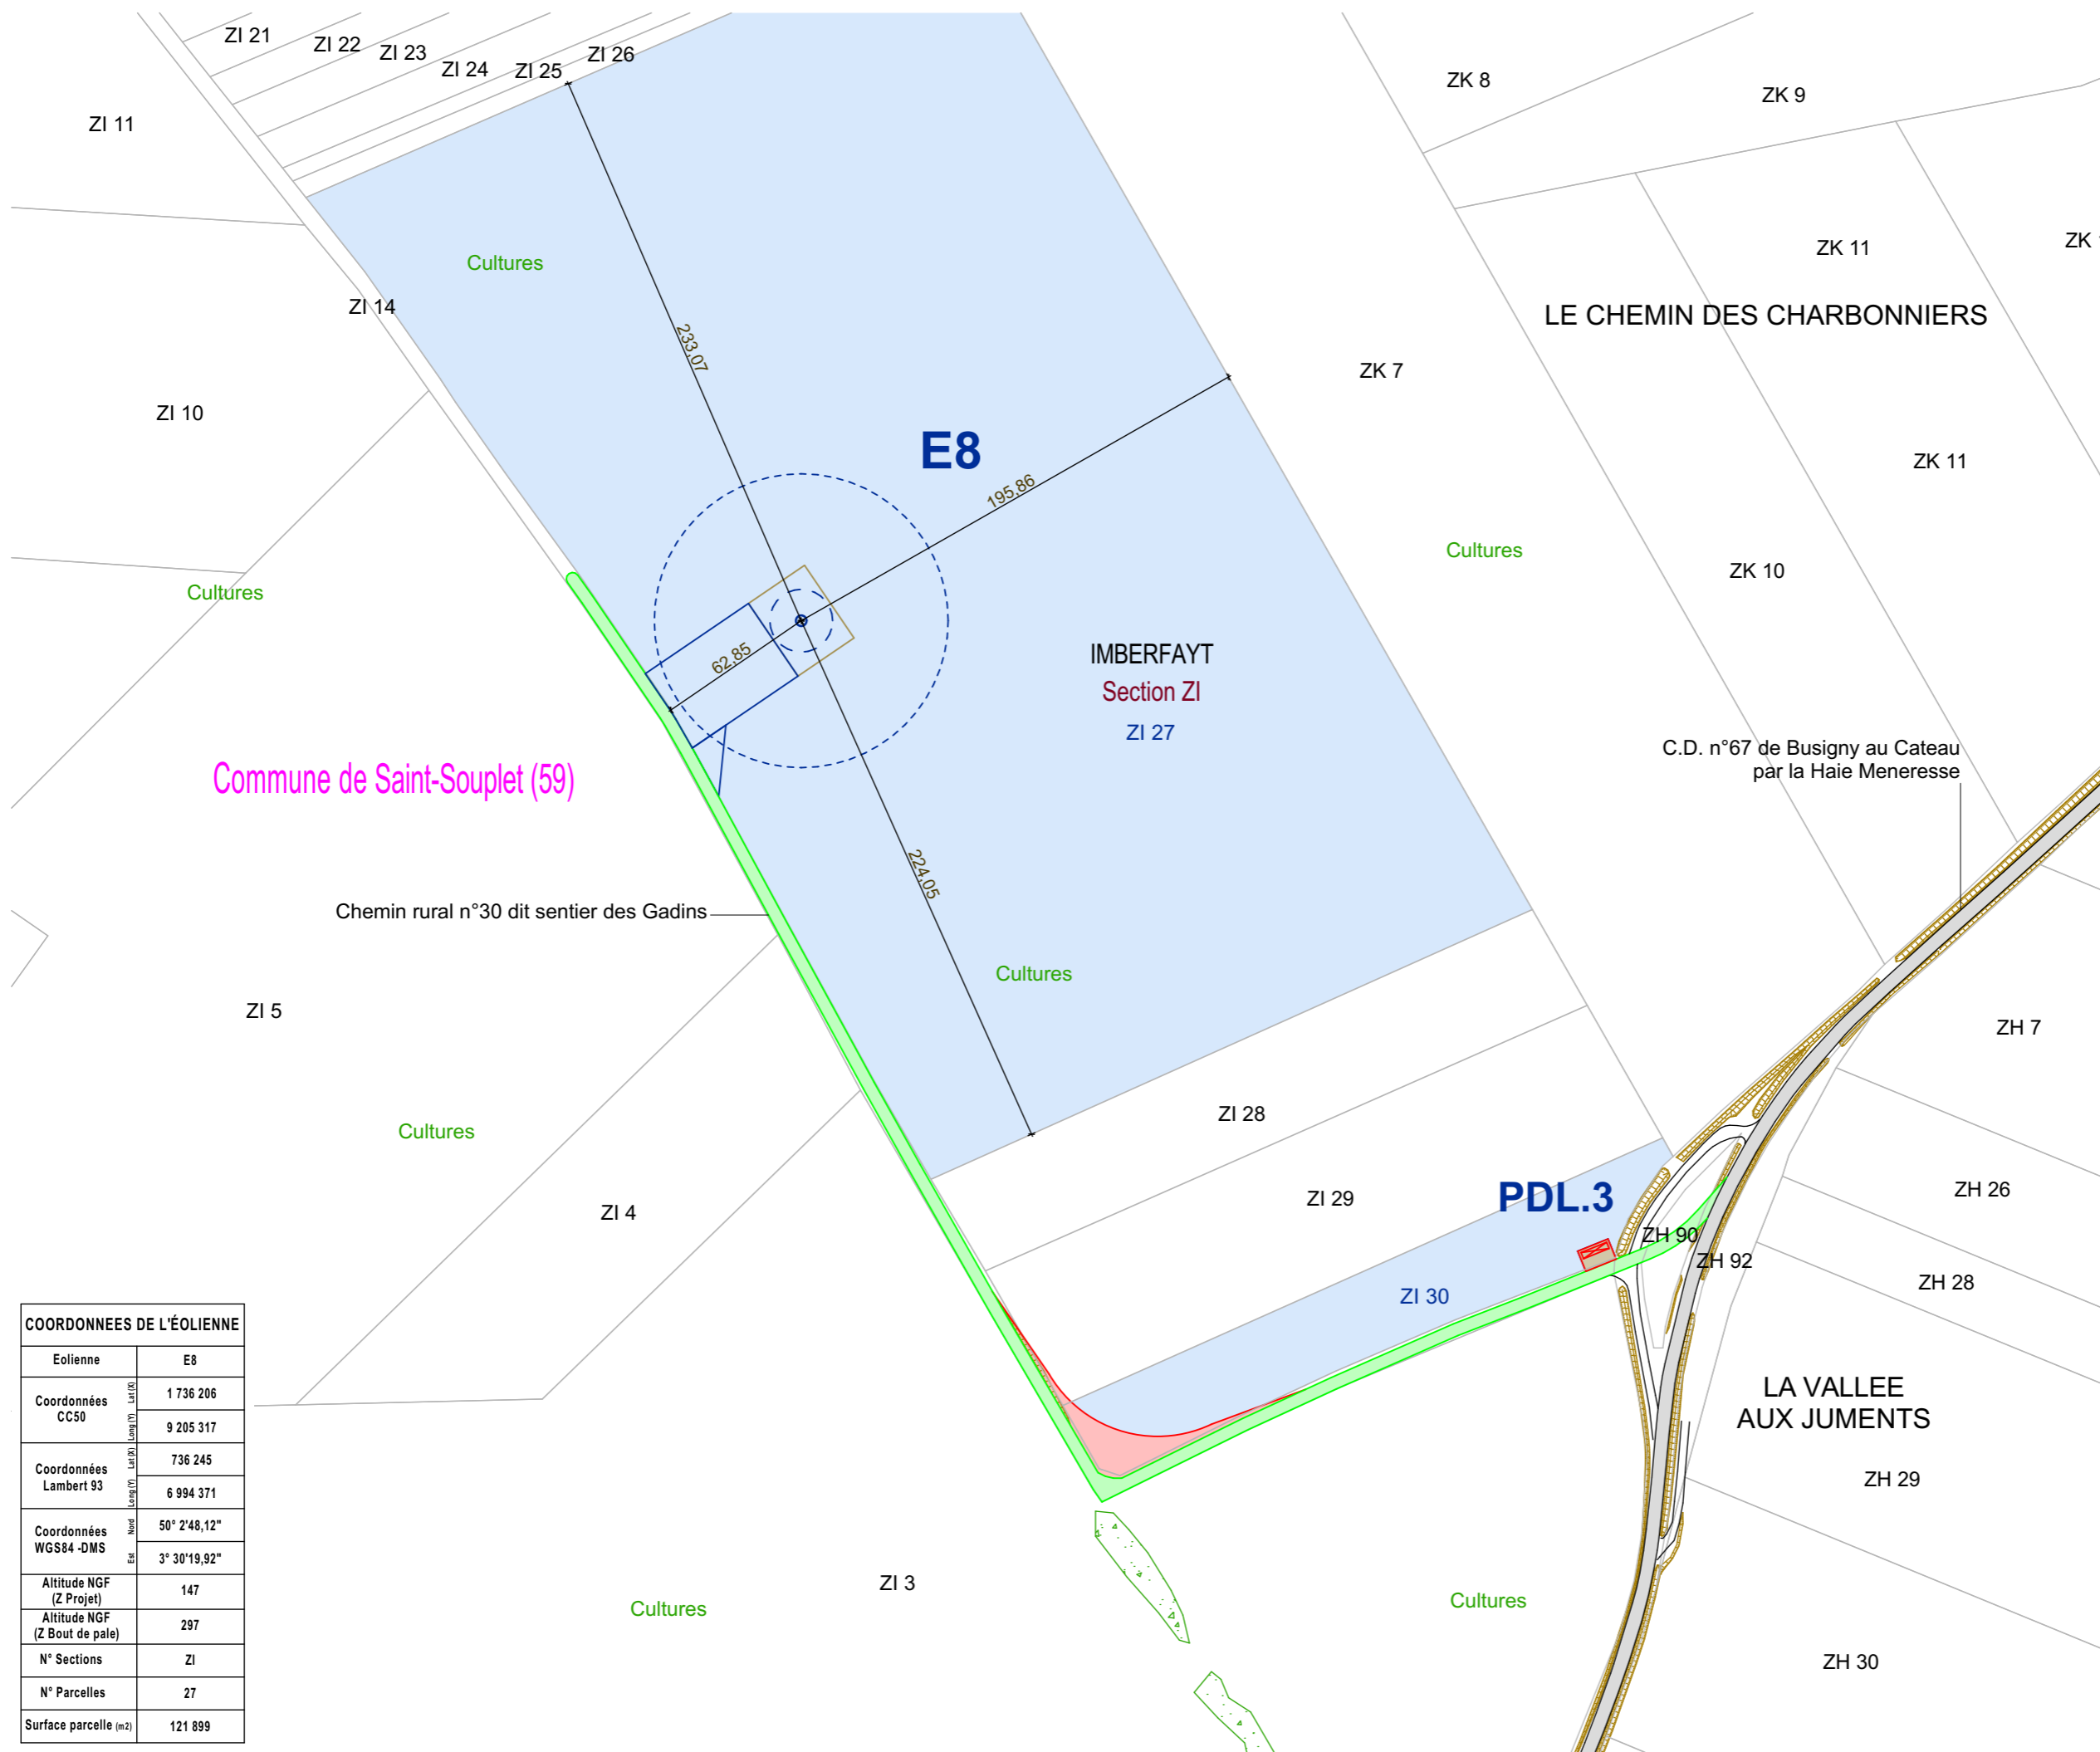 ZI 21
ZI 22
ZI 23
ZI 24
ZI 25
ZI 26
ZI 11
ZK 8
ZK 9
Cultures
ZK 11
ZK
ZI 14
LE CHEMIN DES CHARBONNIERS
233,07
ZK 7
ZI 10
E8
ZK 11
195,86
Cultures
ZK 10
Cultures
62,85
IMBERFAYT
Section ZI
ZI 27
C.D. n°67 de Busigny au Cateau
par la Haie Meneresse
Commune de Saint-Souplet (59)
224,05
Chemin rural n°30 dit sentier des Gadins
Cultures
ZI 5
ZH 7
ZI 28
Cultures
ZI 29
PDL.3
ZH 26
ZI 4
ZH 90
ZH 92
ZH 28
ZI 30
LA VALLEE
AUX JUMENTS
ZH 29
ZI 3
Cultures
Cultures
ZH 30
COORDONNEES DE L'ÉOLIENNE
Eolienne E8
Coordonnées
CC50
Lat (X) 1 736 206
Long (Y) 9 205 317
Coordonnées
Lambert 93
Lat (X) 736 245
Long (Y) 6 994 371
Coordonnées
WGS84 -DMS
Nord 50° 2'48,12"
Est 3° 30'19,92"
Altitude NGF
(Z Projet) 147
Altitude NGF
(Z Bout de pale) 297
N° Sections ZI
N° Parcelles 27
Surface parcelle (m2) 121 899